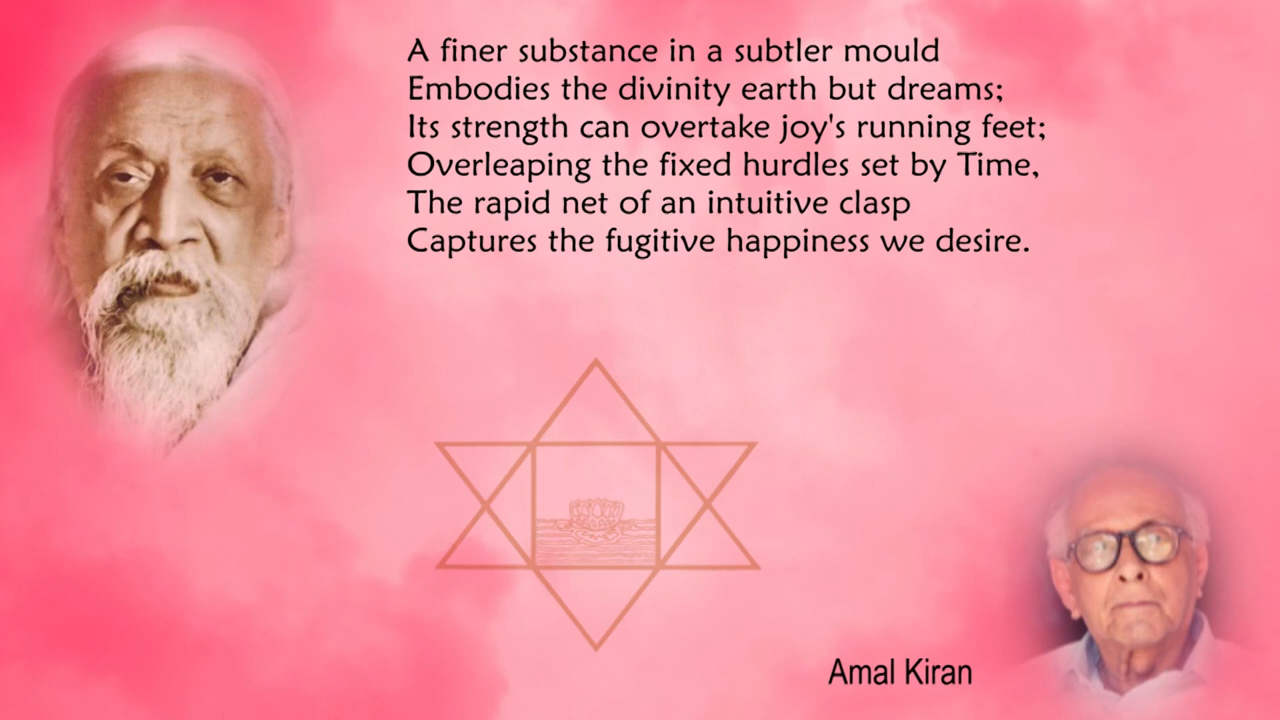 A finer substance in a subtler mould
Embodies the divinity earth but dreams;
Its strength can overtake joy's running feet;
Overleaping the fixed hurdles set by Time,
The rapid net of an intuitive clasp
Captures the fugitive happiness we desire.
Amal Kiran